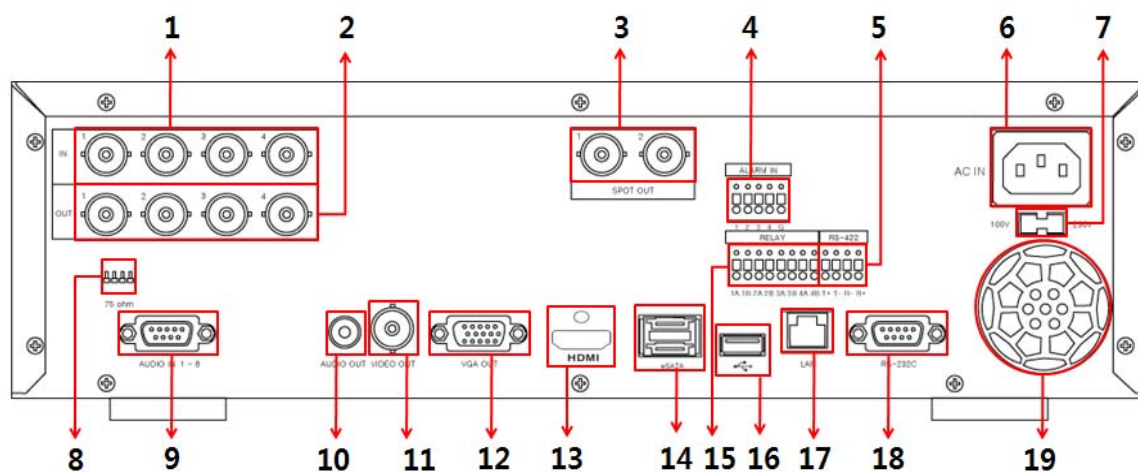 1 2 3 4 5 6 7
1 2 3 4
IN
1 2
SPOT OUT
ALARM IN
AC IN
1 2 3 4
OUT
1 2 3 4 G
100V 230V
RELAY RS-422
75 ohm
1A 1B 2A 2B 3A 3B 4A 4B T+ T- R- R+
HDMI
AUDIO IN 1 - 8
AUDIO OUT VIDEO OUT
VGA OUT
eSATA
LAN
RS-232C
8 9 10 11 12 13 14 15 16 17 18 19